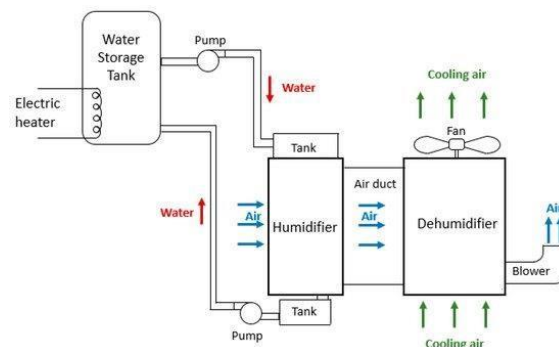 Water
Storage
Tank
Pump
Cooling air
Electric
heater
Water
Fan
Tank
Air duct
Water
Air
Humidifier
Air
Dehumidifier
Air
Blower
Tank
Pump
Cooling air